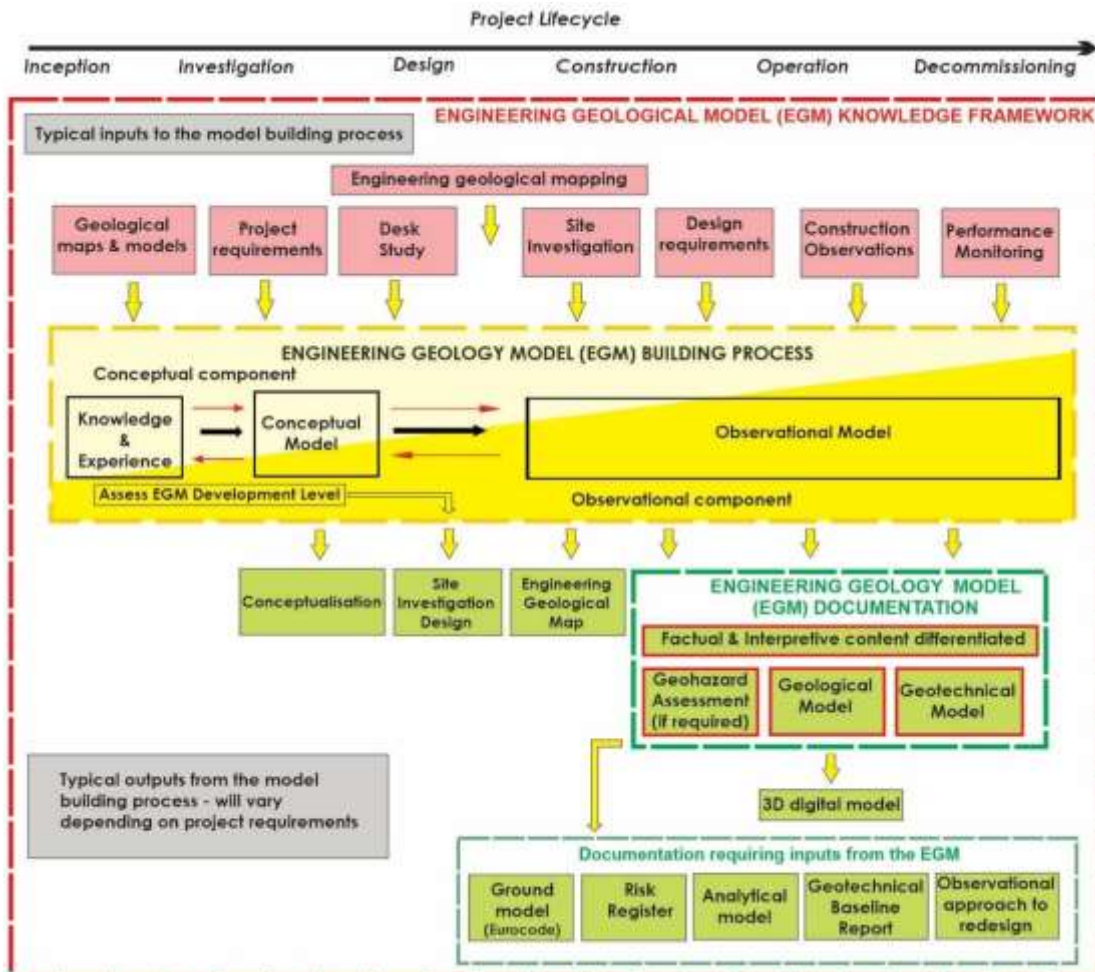 Project Lifecycle
Inception Investigation Design Construction Operation Decommissioning
ENGINEERING GEOLOGICAL MODEL (EGM) KNOWLEDGE FRAMEWORK
Typical inputs to the model building process
Engineering geological mapping
Geological
maps & models
Project
requirements
Desk
Study
Site
Investigation
Design
requirements
Construction
Observations
Performance
Monitoring
ENGINEERING GEOLOGY MODEL (EGM) BUILDING PROCESS
Conceptual component
Knowledge
&
Experience
Conceptual
Model
Observational Model
Assess EGM Development Level
Observational component
Conceptualisation
Site
Investigation
Design
Engineering
Geological
Map
ENGINEERING GEOLOGY MODEL
(EGM) DOCUMENTATION
Factual & Interpretive content differentiated
Geohazard
Assessment
(if required)
Geological
Model
Geotechnical
Model
Typical outputs from the model
building process - will vary
depending on project requirements
3D digital model
Documentation requiring inputs from the EGM
Ground
model
(Eurocode)
Risk
Register
Analytical
model
Geotechnical
Baseline
Report
Observational
approach to
redesign